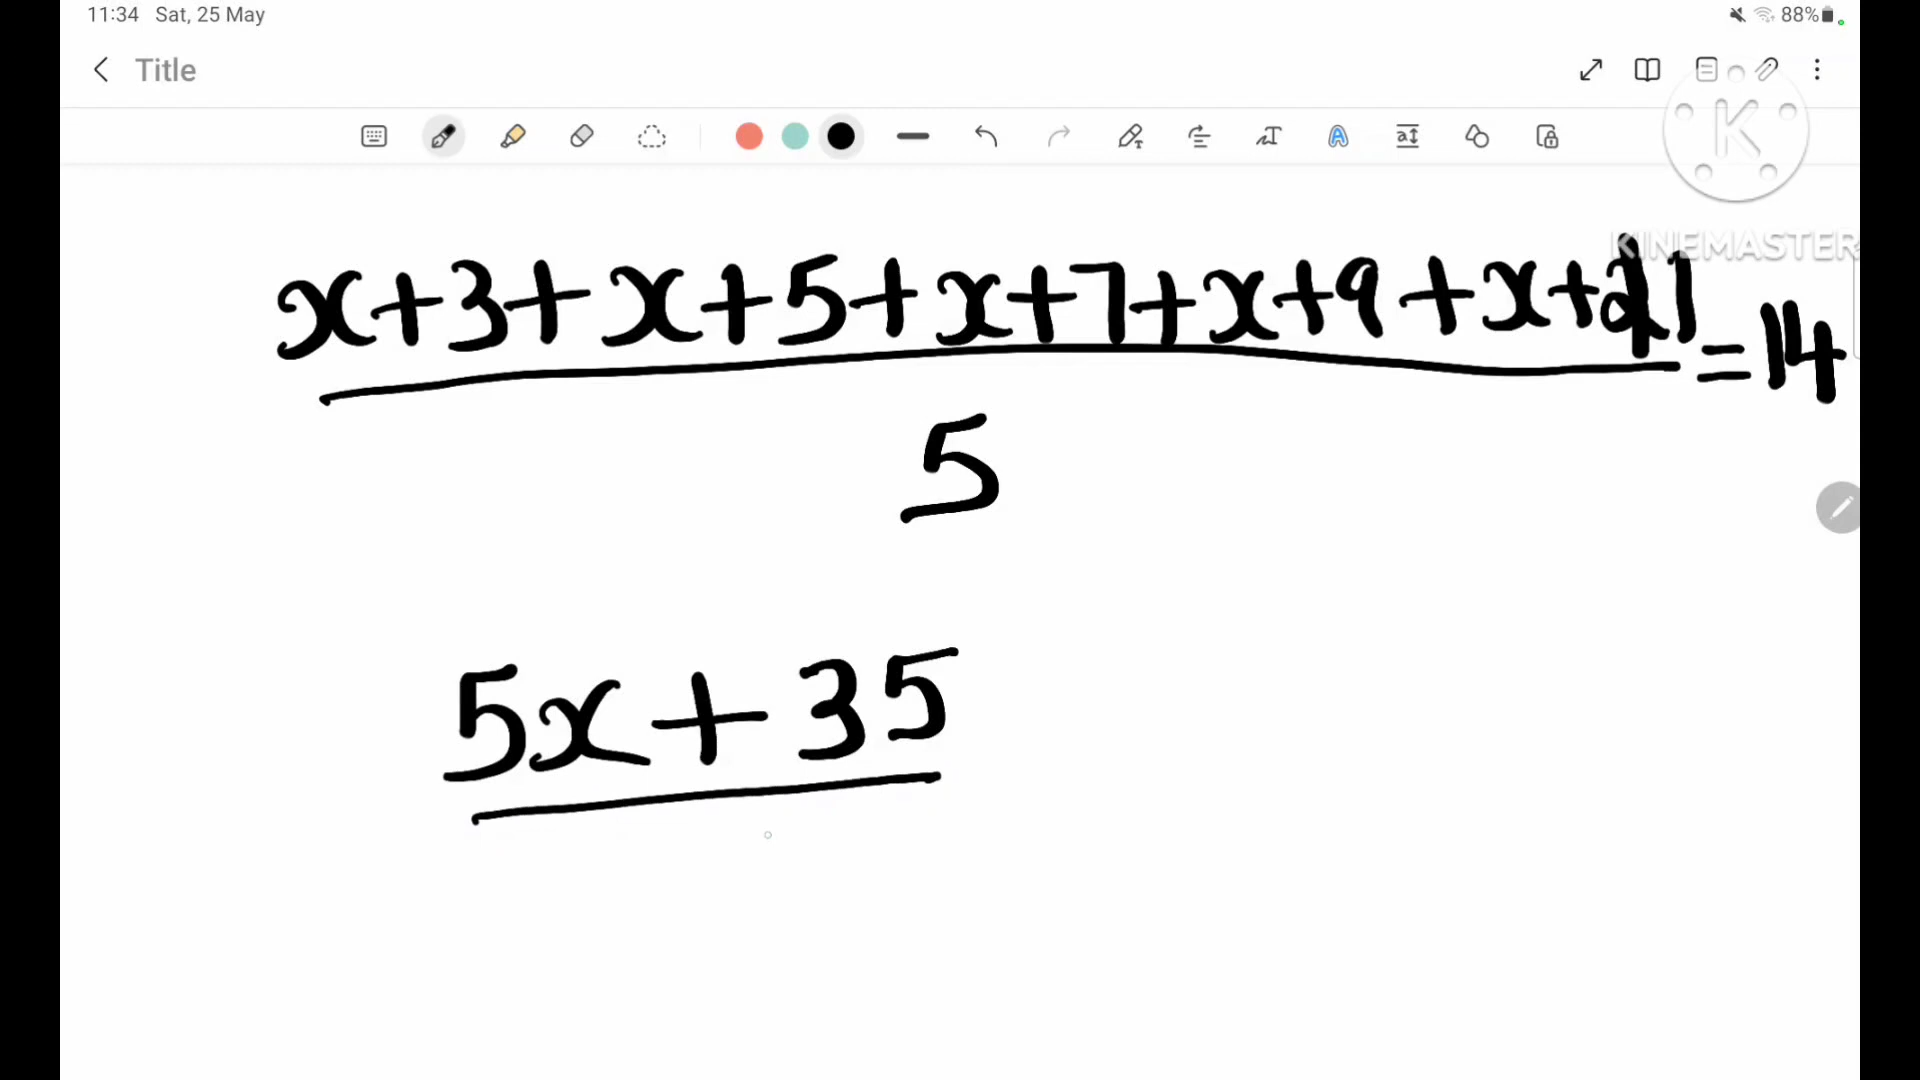 11:34 Sat, 25 May 88%
Title
KINEMASTER
x+3+x+5+x+7+x+9+x+11 = 14
5
5x+35